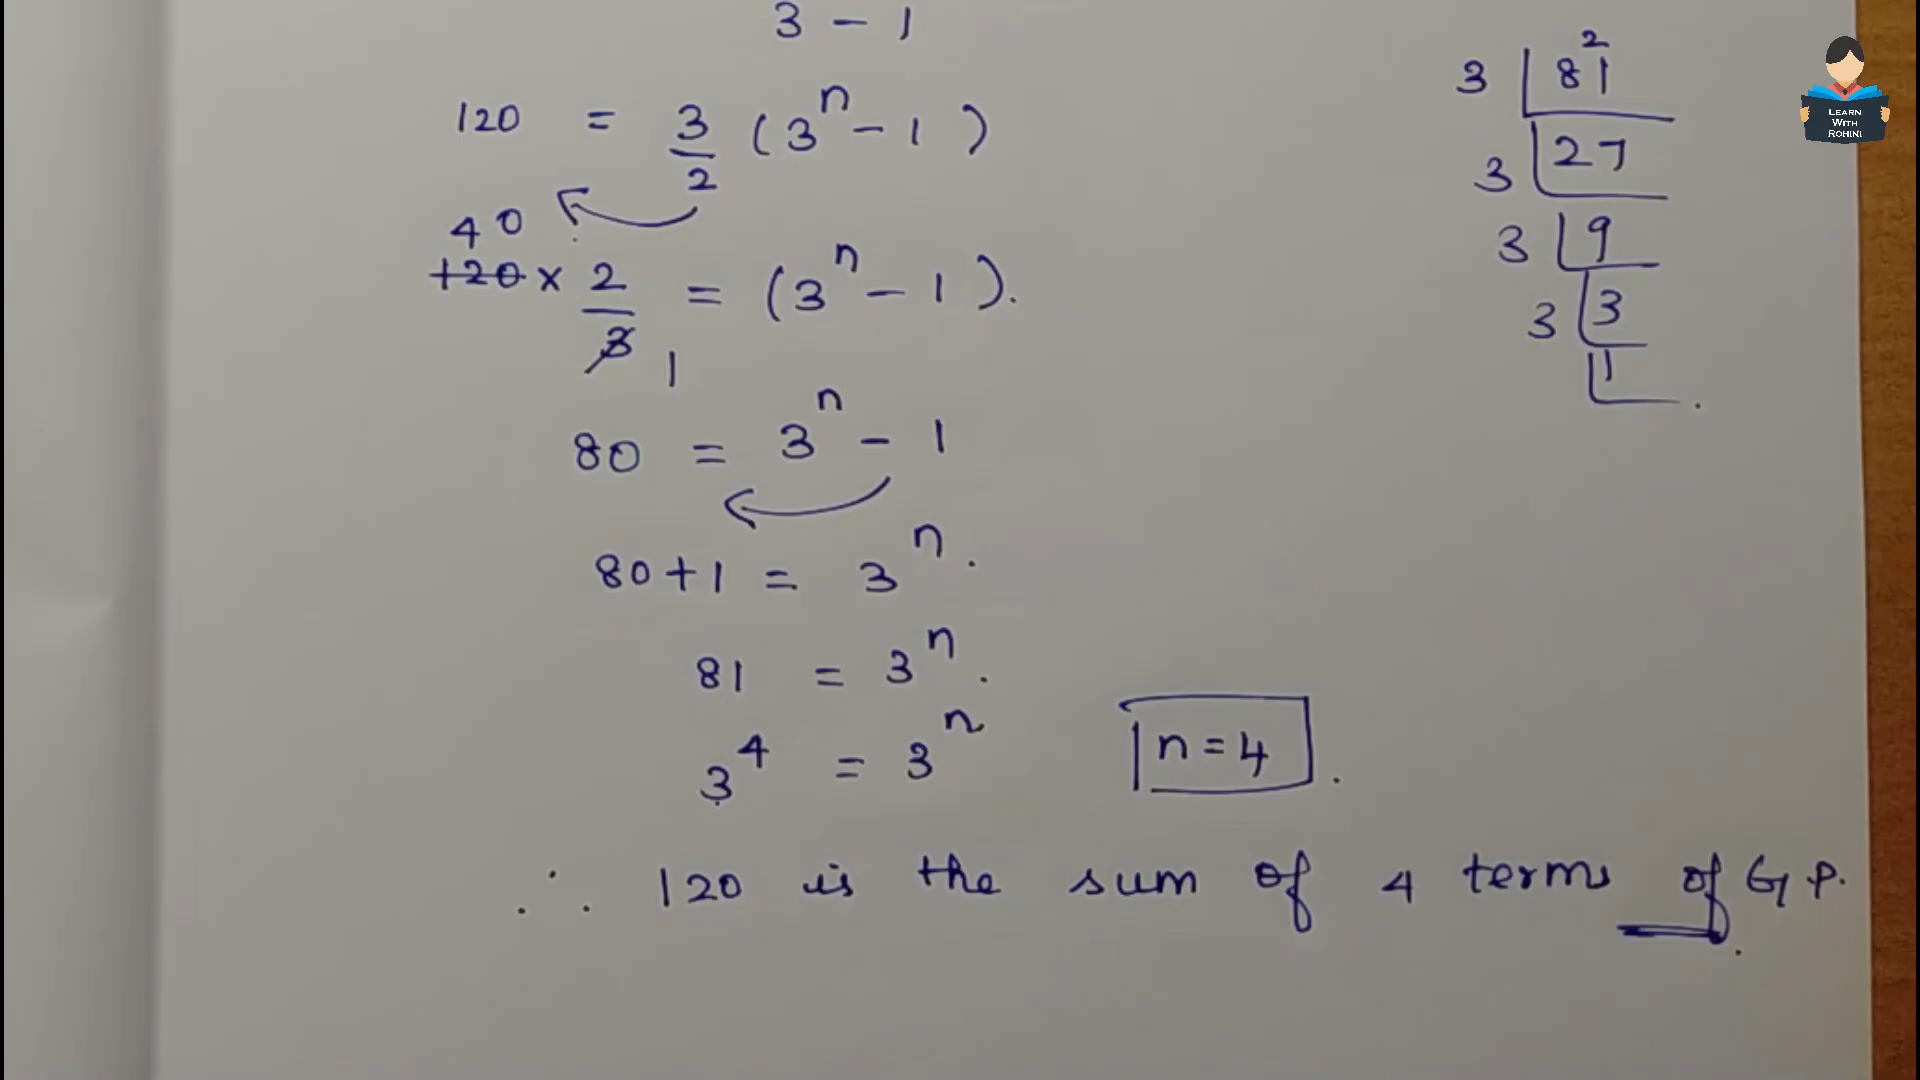 3 - 1
120 = 3/2 (3^n - 1)
40
120 x 2/3 1 = (3^n - 1).
80 = 3^n - 1
80 + 1 = 3^n.
81 = 3^n.
3^4 = 3^n
n = 4.
∴ 120 is the sum of 4 terms of G.P.
2
3 | 81
3 | 27
3 | 9
3 | 3
1.
LEARN
WITH
ROHINI